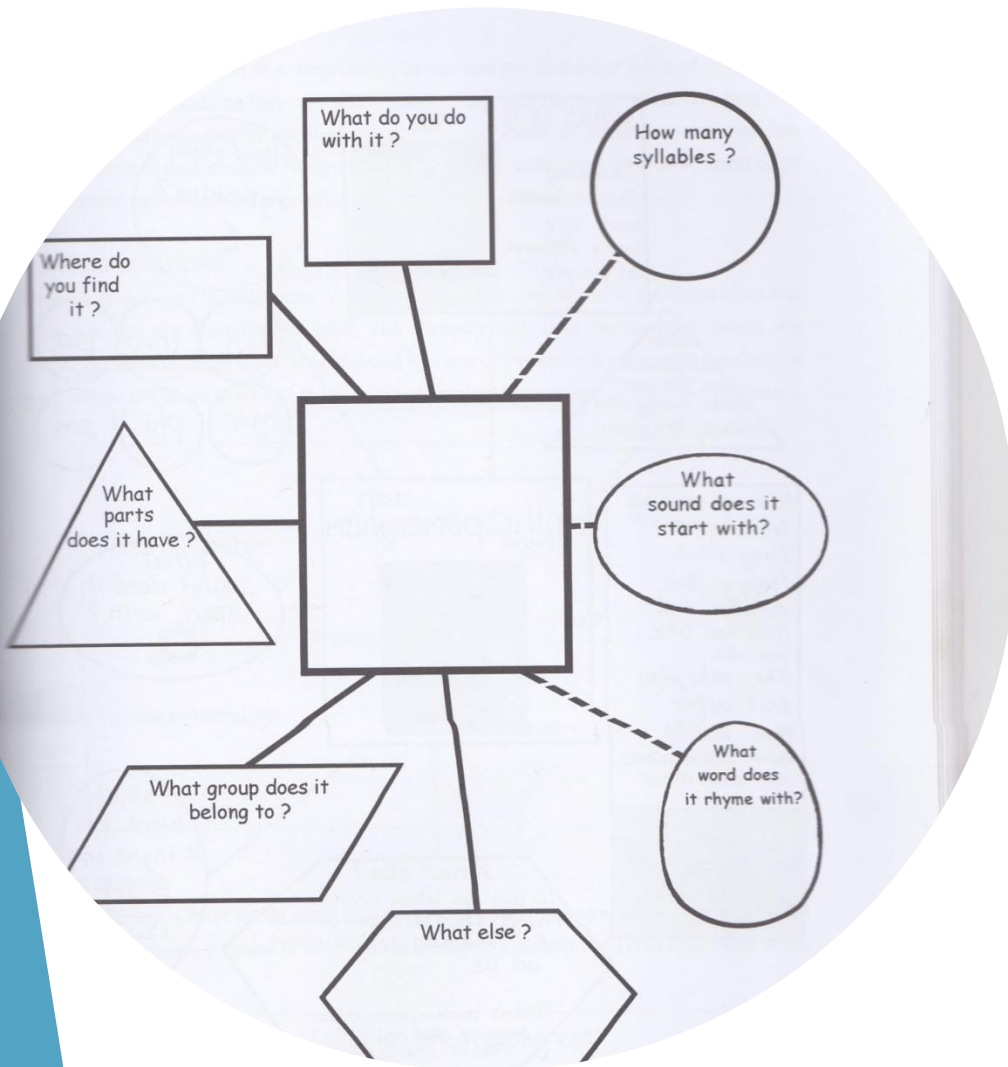 What do you do
with it ?
How many
syllables ?
Where do
you find
it ?
What
parts
does it have ?
What
sound does it
start with?
What group does it
belong to ?
What
word does
it rhyme with?
What else ?